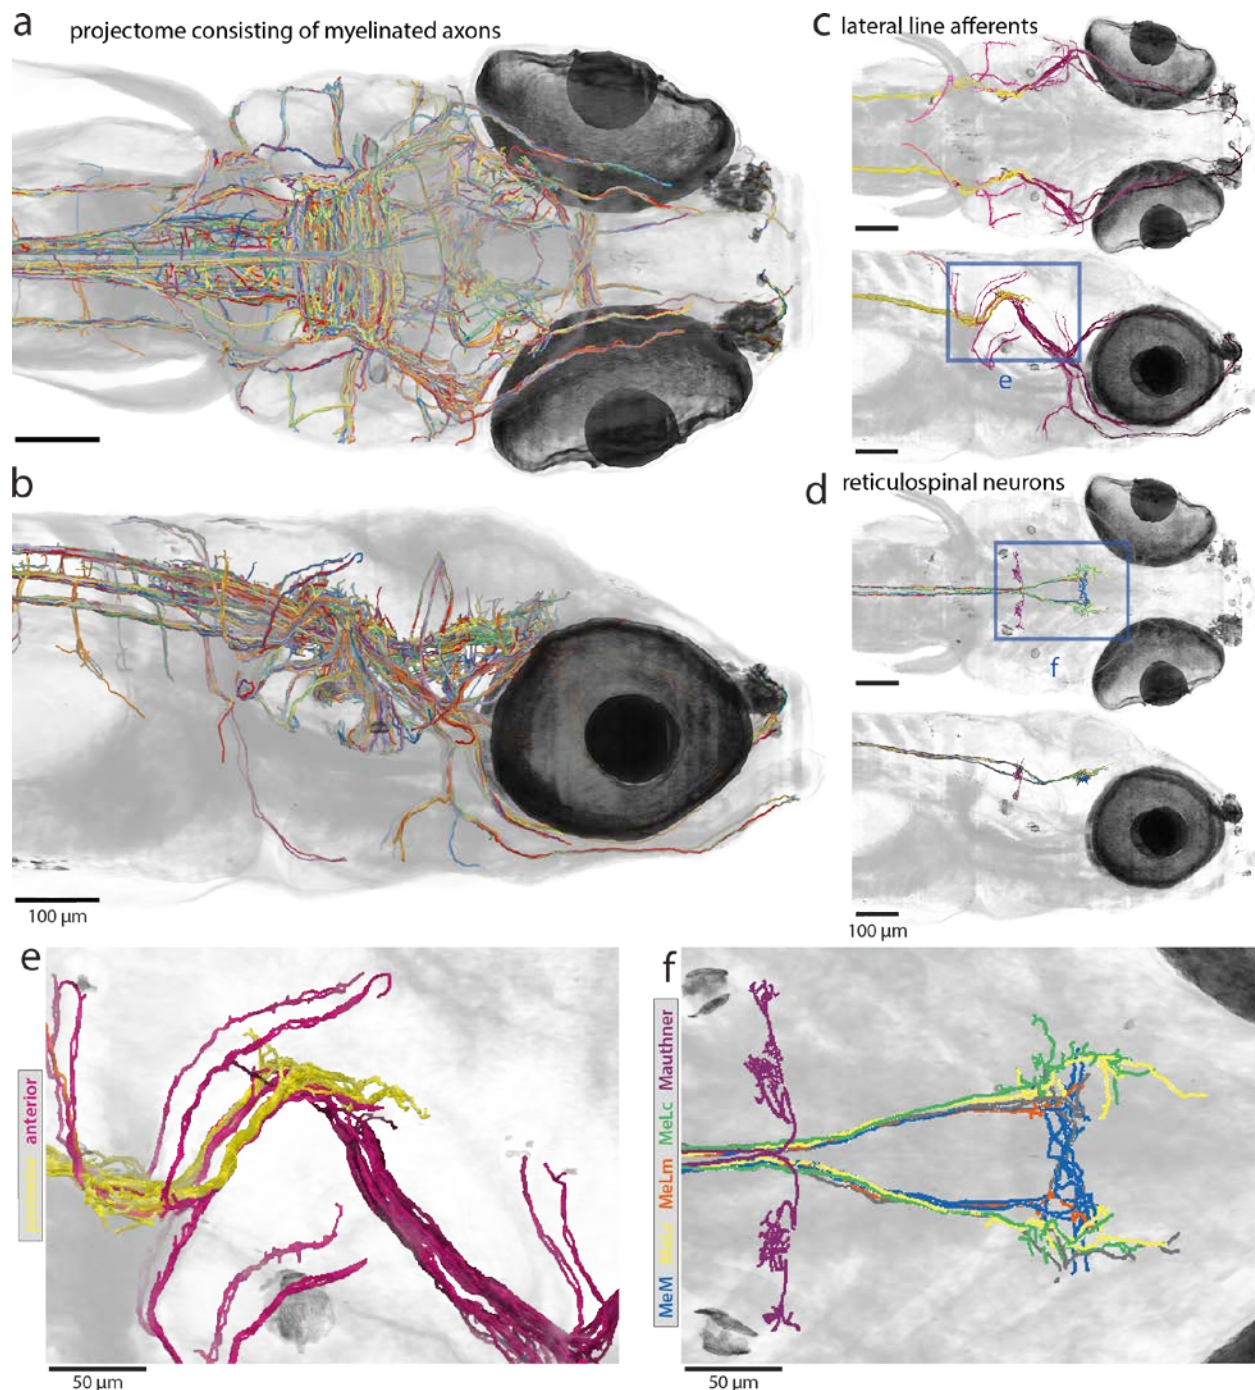 a projectome consisting of myelinated axons
c lateral line afferents
e
b
100 µm
d reticulospinal neurons
f
100 µm
e
posterior anterior
50 µm
f
MeM MeLr MeLm MeLc Mauthner
50 µm